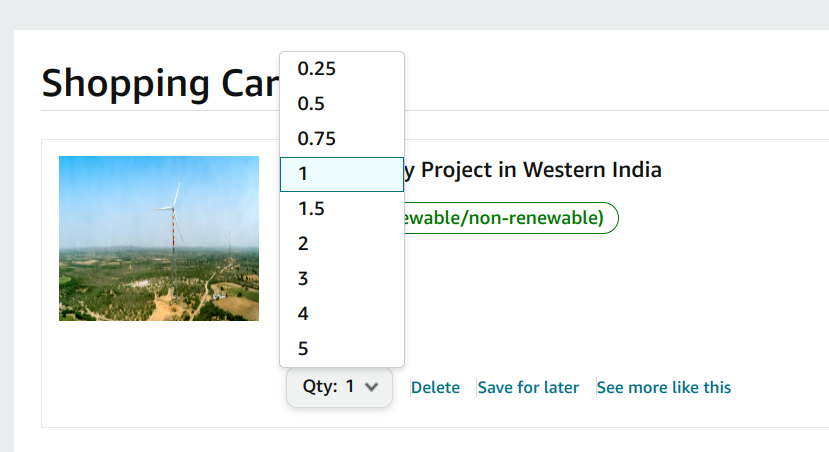 Shopping Car
0.25
0.5
0.75
1
1.5
2
3
4
5
y Project in Western India
ewable/non-renewable)
Qty: 1
Delete
Save for later
See more like this